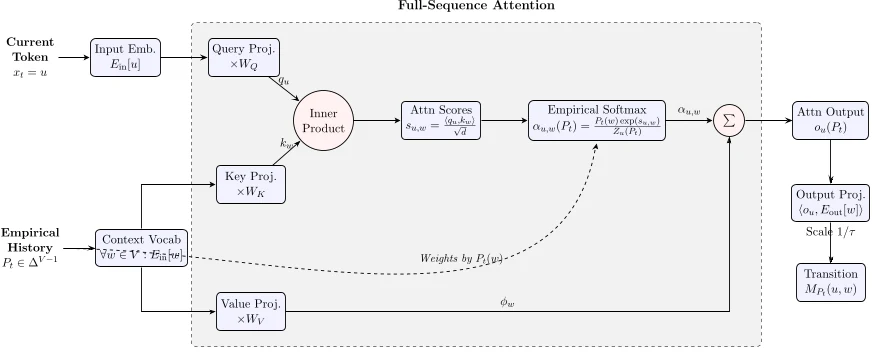 Full-Sequence Attention
Current
Token
x_t = u
Input Emb.
E_in[u]
Query Proj.
×W_Q
q_u
Inner
Product
k_w
Key Proj.
×W_K
Attn Scores
s_{u,w} = ⟨q_u,k_w⟩/√d
Empirical Softmax
α_{u,w}(P_t) = P_t(w) exp(s_{u,w})/Z_u(P_t)
α_{u,w}
Σ
Attn Output
o_u(P_t)
Output Proj.
⟨o_u, E_out[w]⟩
Scale 1/τ
Transition
M_{P_t}(u, w)
Empirical
History
P_t ∈ Δ^{V−1}
Context Vocab
∀w ∈ V : E_in[w]
Weights by P_t(w)
Value Proj.
×W_V
ϕ_w